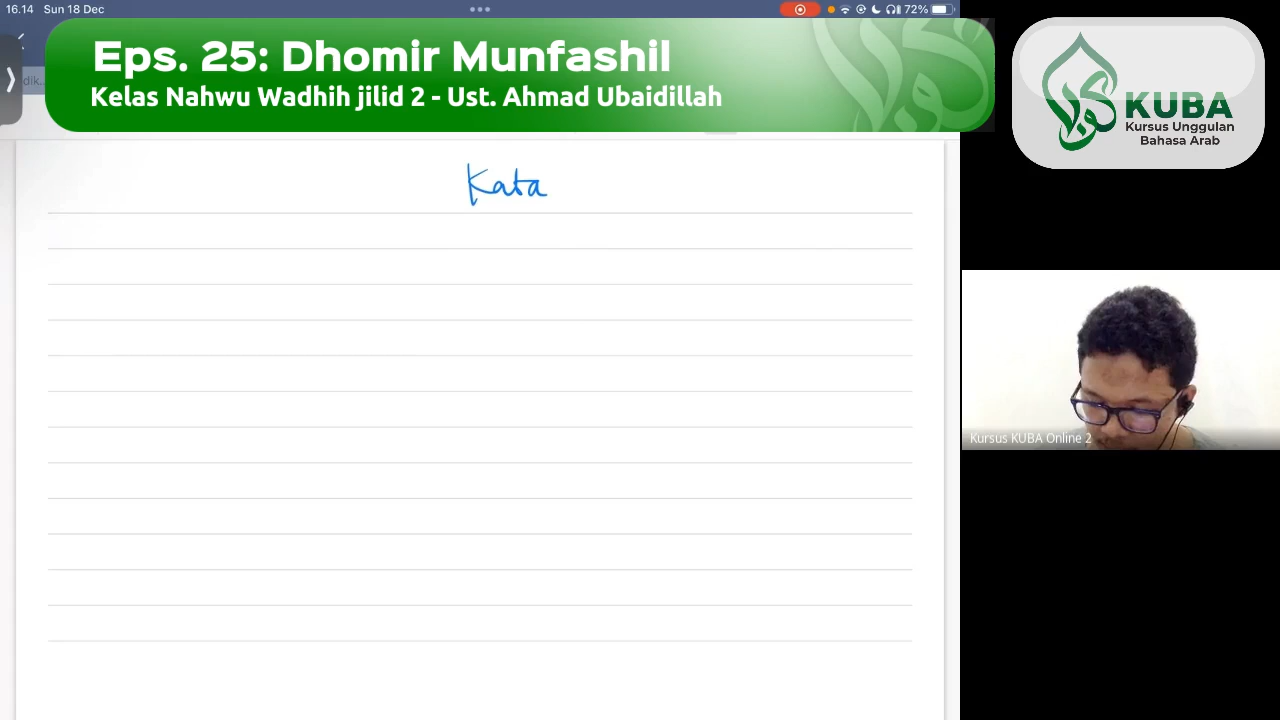 16.14 Sun 18 Dec
72%
dik..
Eps. 25: Dhomir Munfashil
Kelas Nahwu Wadhih jilid 2 - Ust. Ahmad Ubaidillah
KUBA
Kursus Unggulan
Bahasa Arab
Kata
Kursus KUBA Online 2